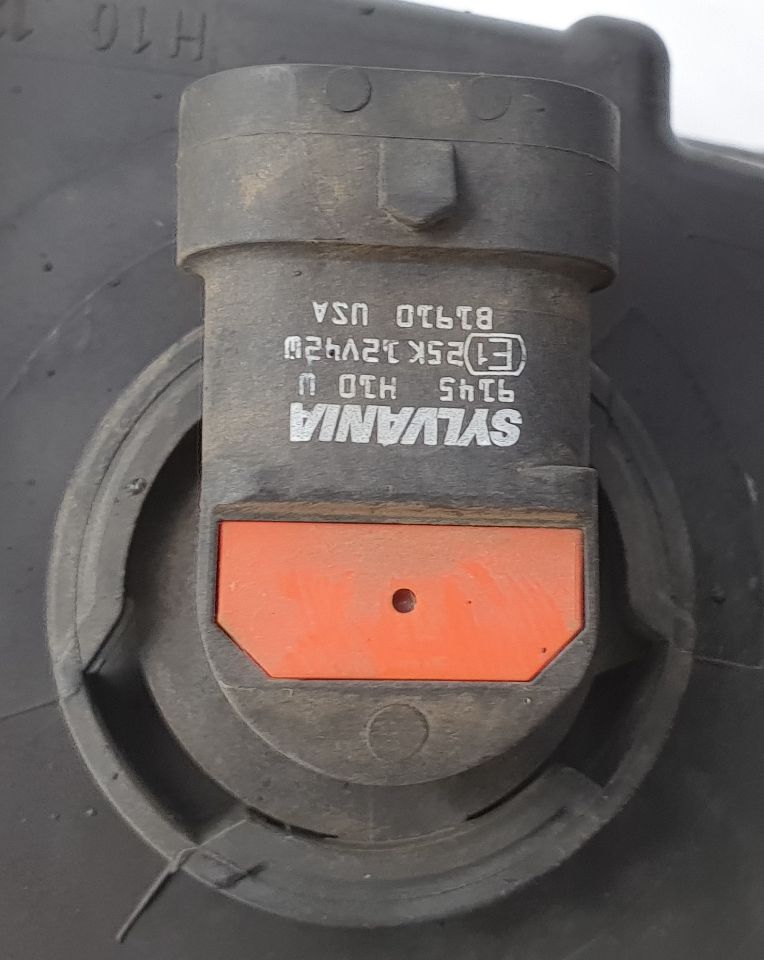 SYLVANIA
9145 H10 U
E1 25K 12V42W
B1910 USA
H10